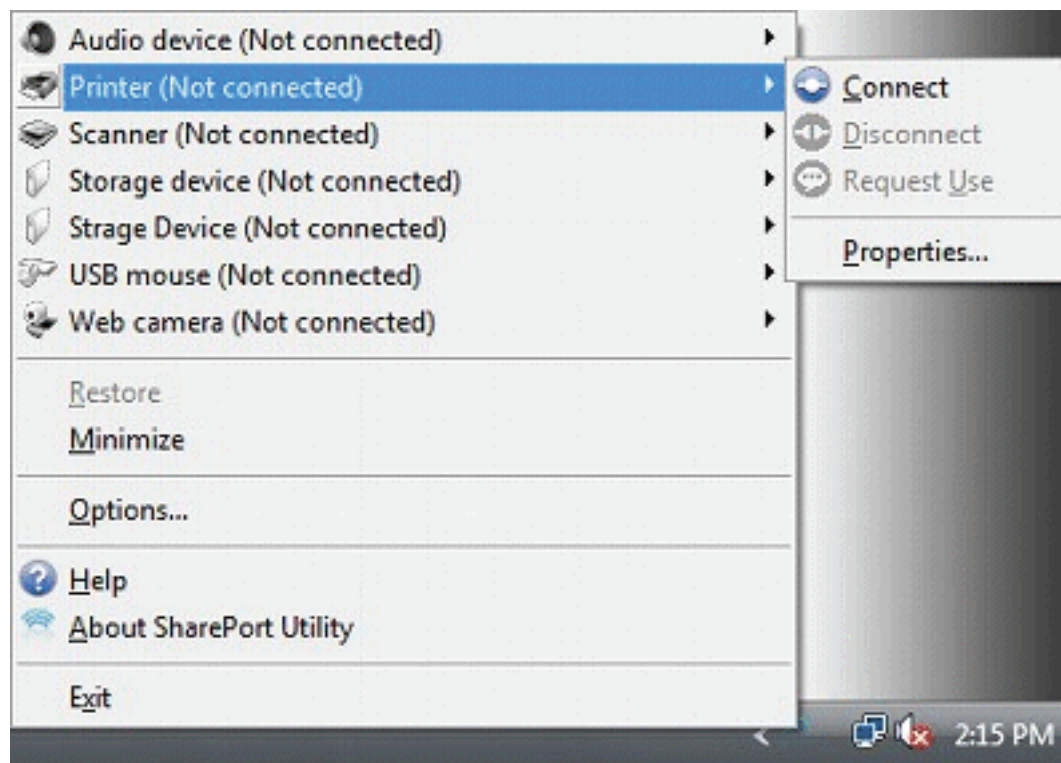 Audio device (Not connected)
Printer (Not connected)
Scanner (Not connected)
Storage device (Not connected)
Strage Device (Not connected)
USB mouse (Not connected)
Web camera (Not connected)
Restore
Minimize
Options...
Help
About SharePort Utility
Exit
Connect
Disconnect
Request Use
Properties...
2:15 PM